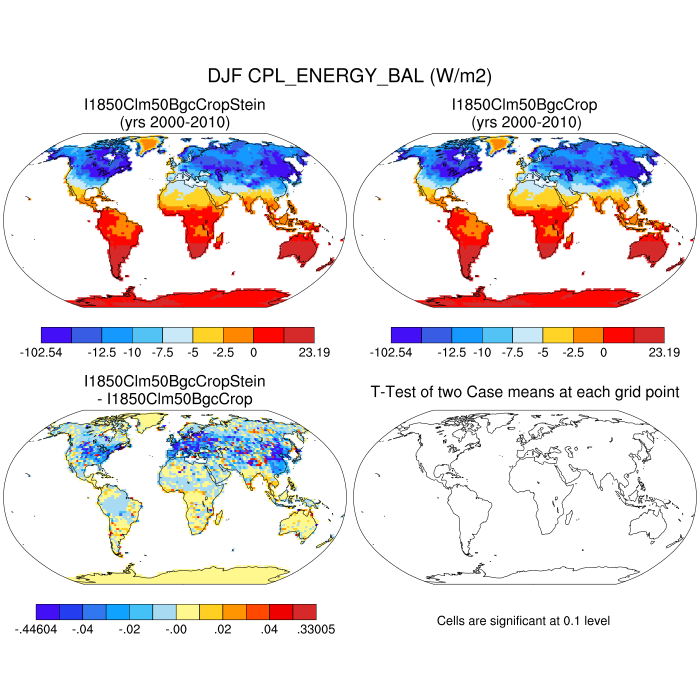 DJF CPL_ENERGY_BAL (W/m2)
I1850Clm50BgcCropStein
(yrs 2000-2010)
I1850Clm50BgcCrop
(yrs 2000-2010)
-102.54 -12.5 -10 -7.5 -5 -2.5 0 23.19
-102.54 -12.5 -10 -7.5 -5 -2.5 0 23.19
I1850Clm50BgcCropStein
- I1850Clm50BgcCrop
T-Test of two Case means at each grid point
-.44604 -.04 -.02 -.00 .02 .04 .33005
Cells are significant at 0.1 level